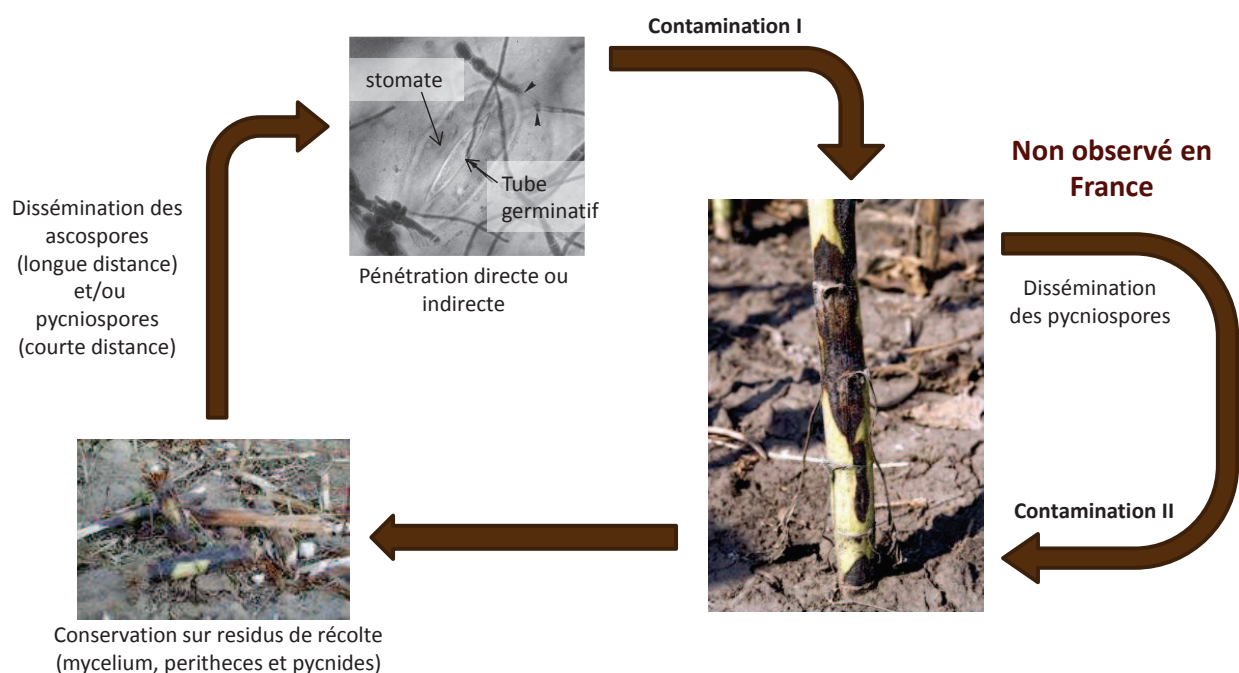 Contamination I
stomate
Tube
germinatif
Pénétration directe ou
indirecte
Non observé en
France
Dissémination des
ascospores
(longue distance)
et/ou
pycniospores
(courte distance)
Dissémination
des pycniospores
Contamination II
Conservation sur residus de récolte
(mycelium, peritheces et pycnides)